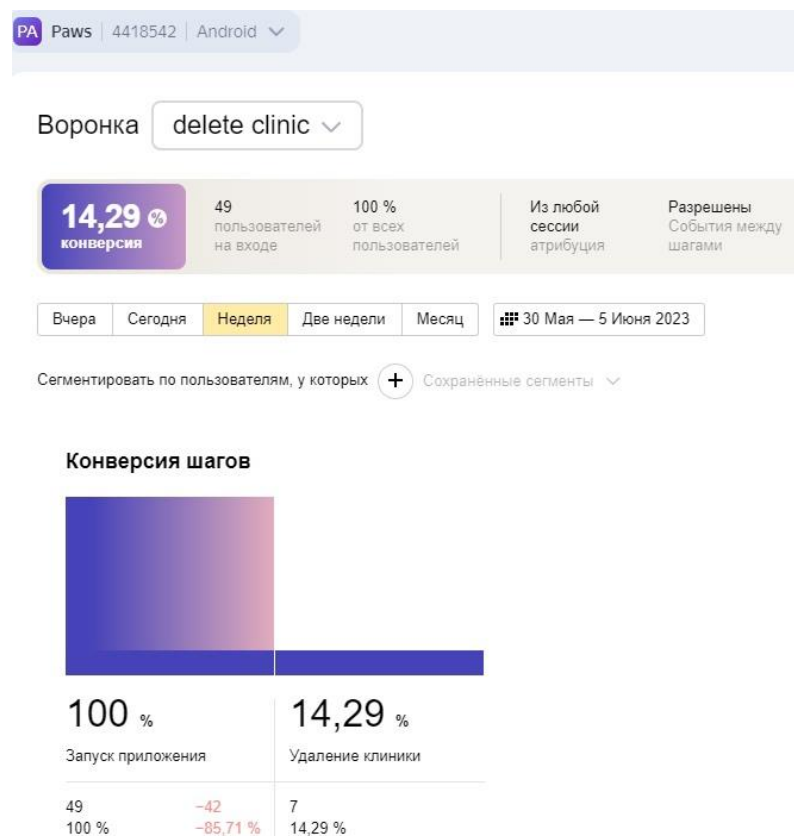 PA Paws | 4418542 | Android
Воронка delete clinic
14,29 %
конверсия
49
пользователей
на входе
100 %
от всех
пользователей
Из любой
сессии
атрибуция
Разрешены
События между
шагами
Вчера Сегодня Неделя Две недели Месяц 30 Мая — 5 Июня 2023
Сегментировать по пользователям, у которых + Сохранённые сегменты
Конверсия шагов
100 % 14,29 %
Запуск приложения Удаление клиники
49 −42 7
100 % −85,71 % 14,29 %